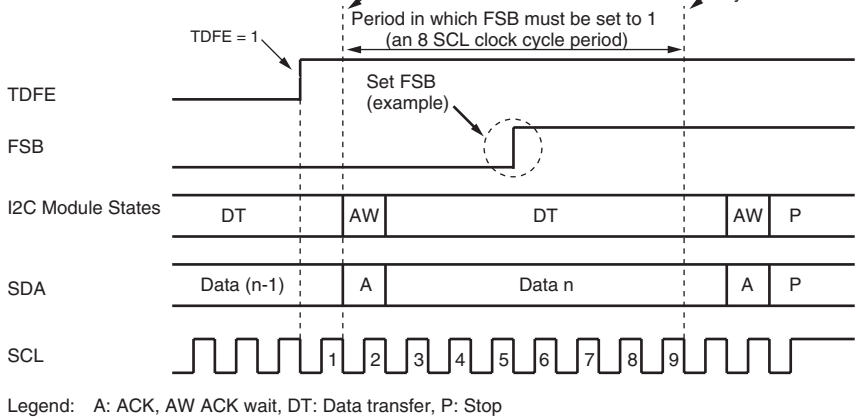 Period in which FSB must be set to 1
(an 8 SCL clock cycle period)
TDFE = 1
TDFE
Set FSB
(example)
FSB
I2C Module States DT AW DT AW P
SDA Data (n-1) A Data n A P
SCL 1 2 3 4 5 6 7 8 9
Legend: A: ACK, AW ACK wait, DT: Data transfer, P: Stop